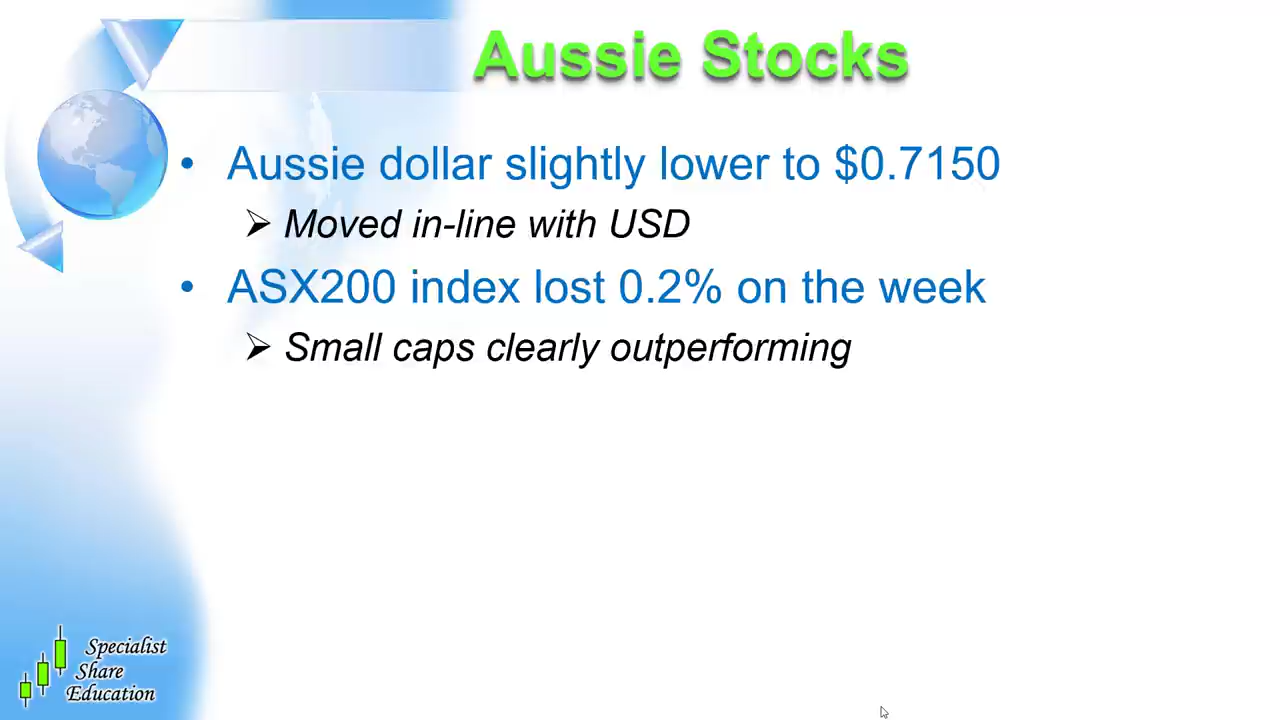 Aussie Stocks
• Aussie dollar slightly lower to $0.7150
➢ Moved in-line with USD
• ASX200 index lost 0.2% on the week
➢ Small caps clearly outperforming
Specialist
Share
Education